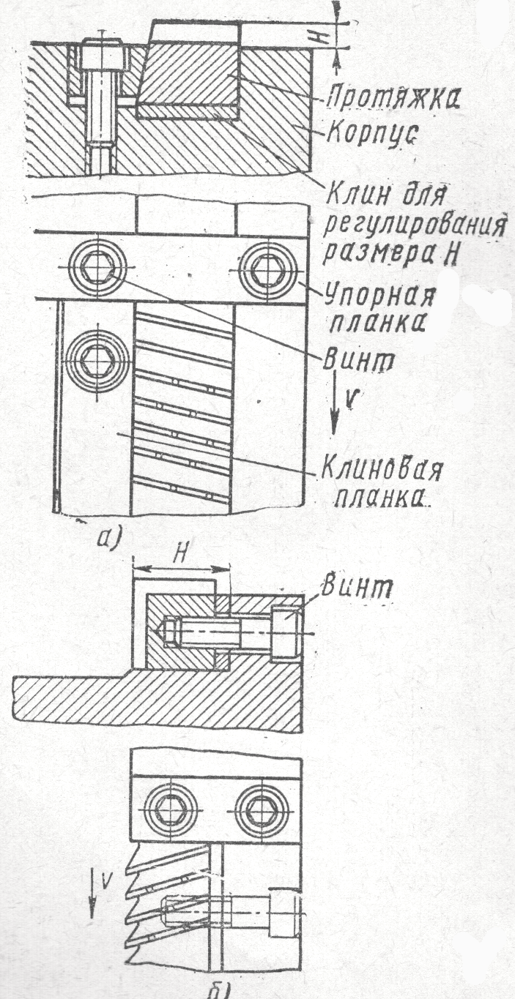 H
Протяжка
Корпус
Клин для
регулирования
размера H
Упорная
планка
Винт
v
Клиновая
планка
а)
H
Винт
v
б)